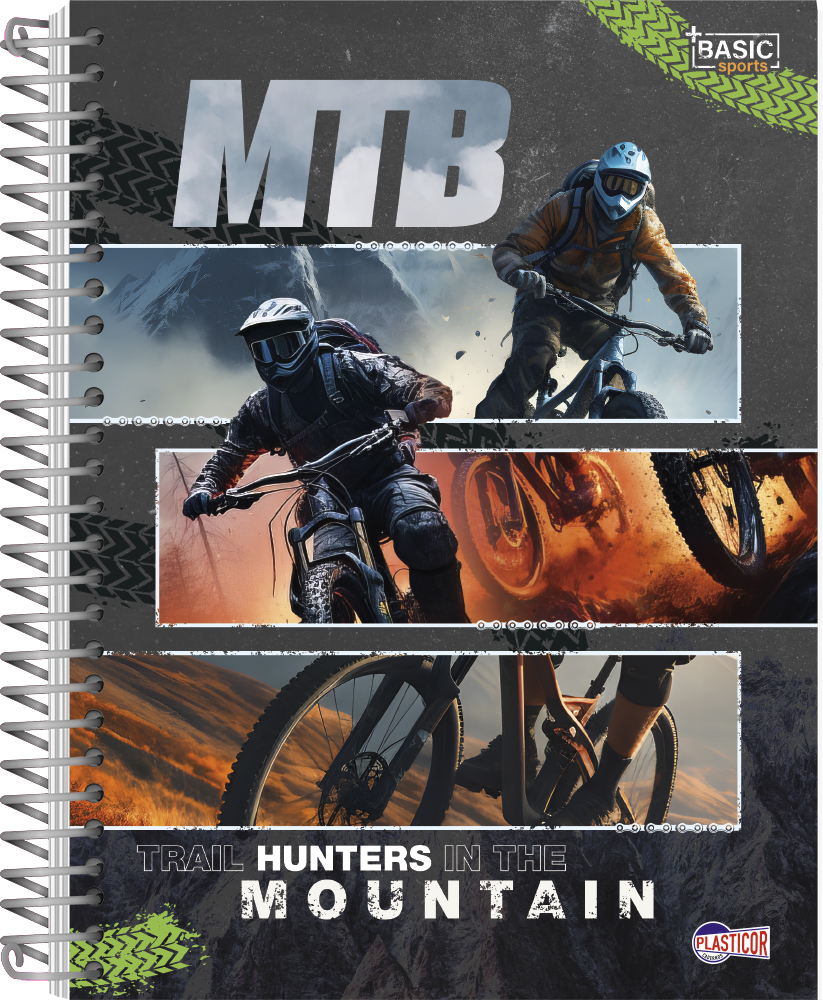 +BASIC
sports
MTB
TRAIL HUNTERS IN THE
MOUNTAIN
PLASTICOR